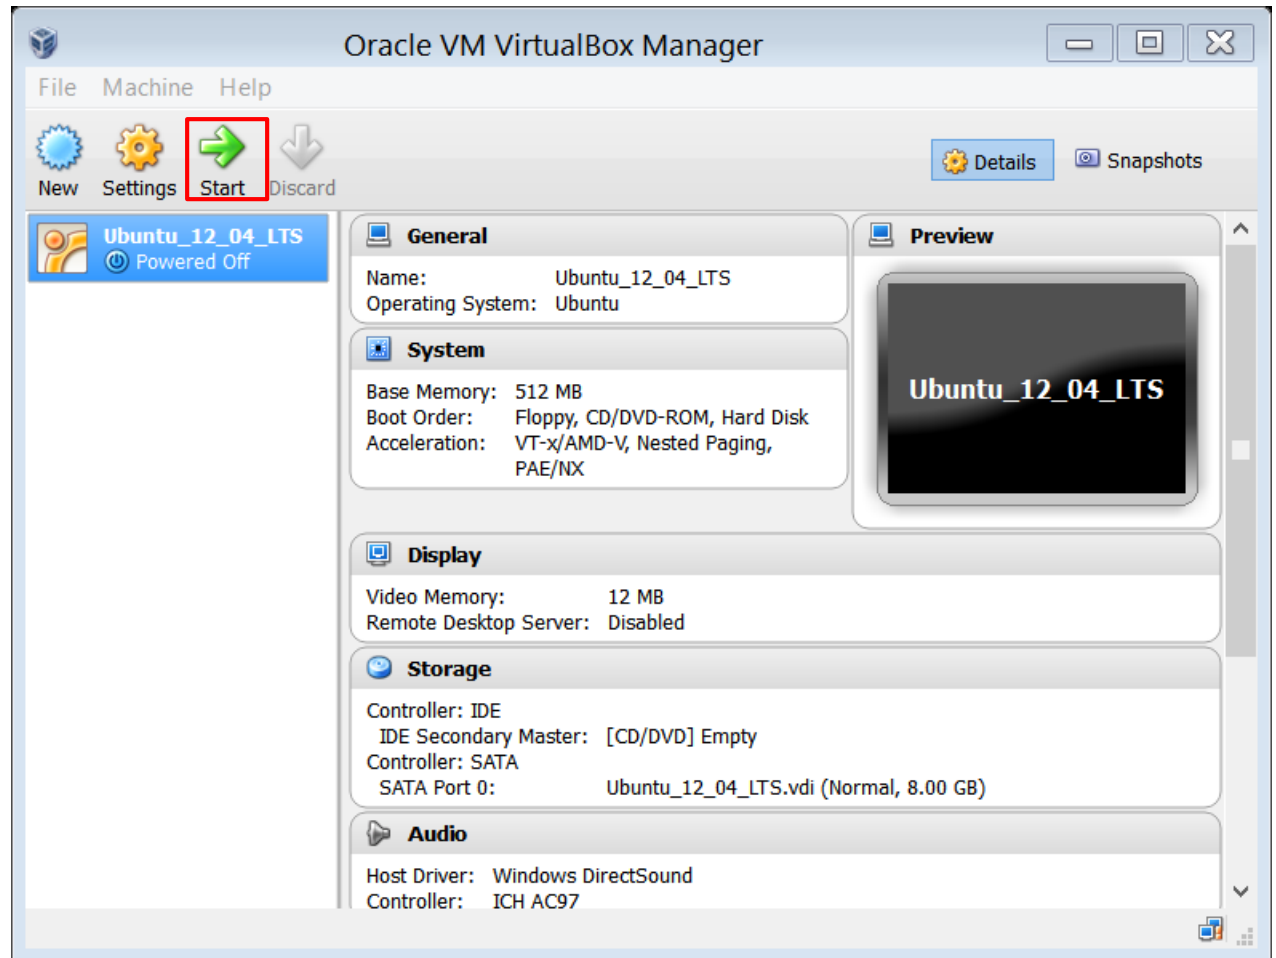 Oracle VM VirtualBox Manager
File Machine Help
New Settings Start Discard
Details Snapshots
Ubuntu_12_04_LTS
Powered Off
General
Name: Ubuntu_12_04_LTS
Operating System: Ubuntu
System
Base Memory: 512 MB
Boot Order: Floppy, CD/DVD-ROM, Hard Disk
Acceleration: VT-x/AMD-V, Nested Paging,
PAE/NX
Preview
Ubuntu_12_04_LTS
Display
Video Memory: 12 MB
Remote Desktop Server: Disabled
Storage
Controller: IDE
IDE Secondary Master: [CD/DVD] Empty
Controller: SATA
SATA Port 0: Ubuntu_12_04_LTS.vdi (Normal, 8.00 GB)
Audio
Host Driver: Windows DirectSound
Controller: ICH AC97